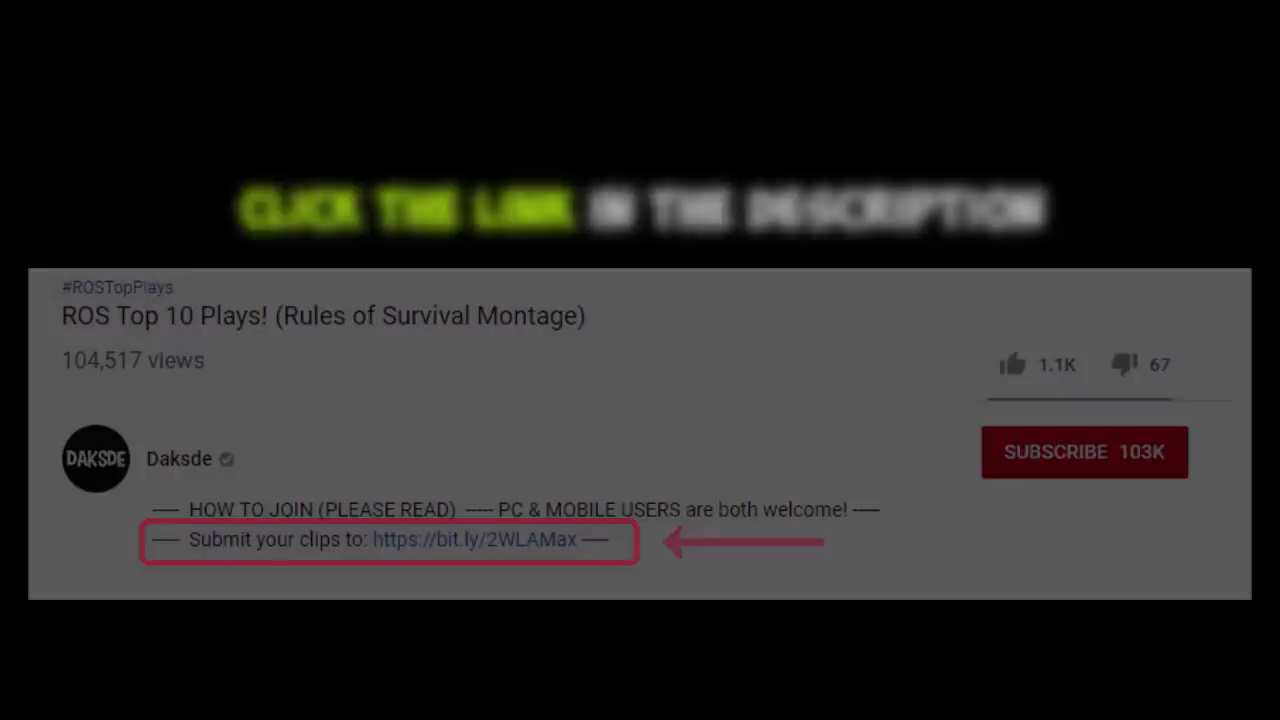 CLICK THE LINK IN THE DESCRIPTION
#ROSTopPlays
ROS Top 10 Plays! (Rules of Survival Montage)
104,517 views
1.1K 67
DAKSDE
Daksde
SUBSCRIBE 103K
—— HOW TO JOIN (PLEASE READ) —— PC & MOBILE USERS are both welcome! ——
—— Submit your clips to: https://bit.ly/2WLAMax ——